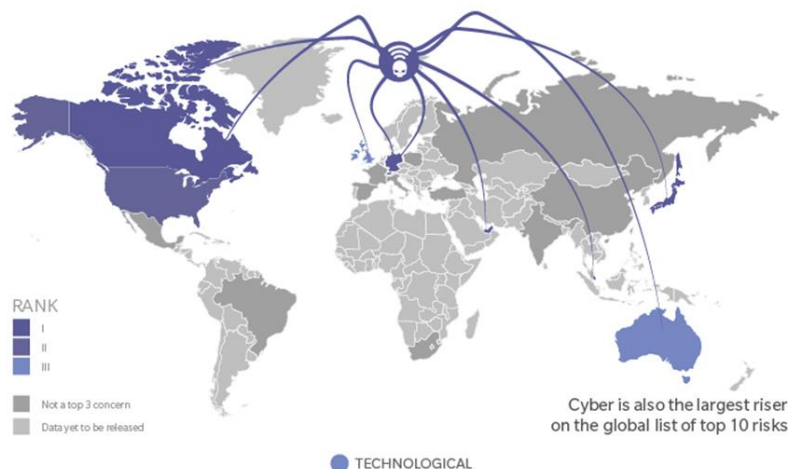 RANK
I
II
III
Not a top 3 concern
Data yet to be released
Cyber is also the largest riser
on the global list of top 10 risks
TECHNOLOGICAL